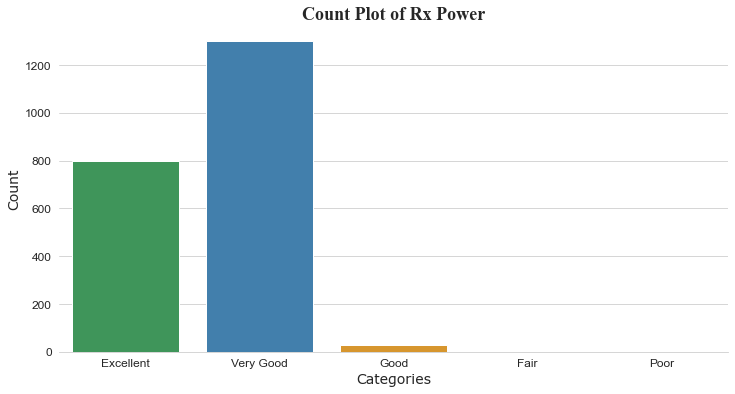 Count Plot of Rx Power
Count
1200
1000
800
600
400
200
0
Excellent
Very Good
Good
Fair
Poor
Categories